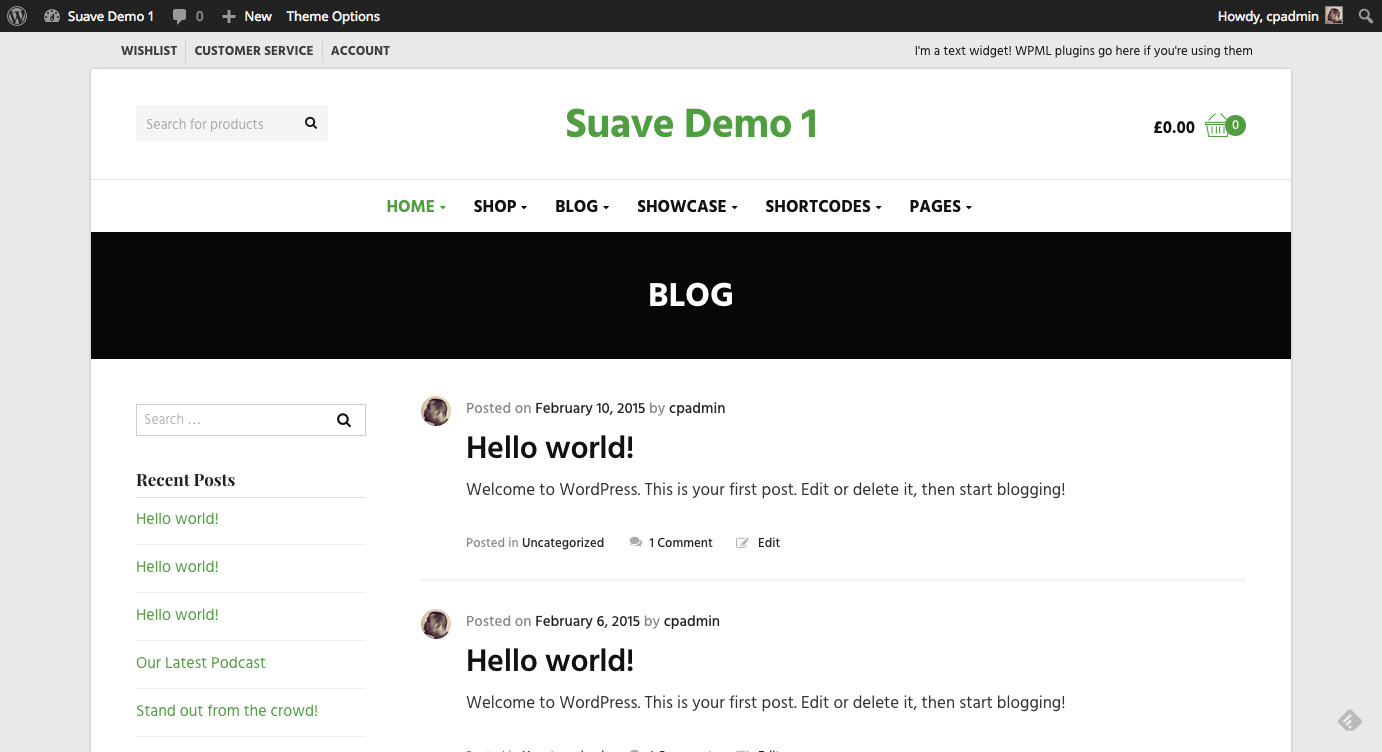 Suave Demo 1 0 New Theme Options Howdy, cpadmin
WISHLIST CUSTOMER SERVICE ACCOUNT I'm a text widget! WPML plugins go here if you're using them
Search for products Suave Demo 1 £0.00 0
HOME SHOP BLOG SHOWCASE SHORTCODES PAGES
BLOG
Search …
Recent Posts
Hello world!
Hello world!
Hello world!
Our Latest Podcast
Stand out from the crowd!
Posted on February 10, 2015 by cpadmin
Hello world!
Welcome to WordPress. This is your first post. Edit or delete it, then start blogging!
Posted in Uncategorized 1 Comment Edit
Posted on February 6, 2015 by cpadmin
Hello world!
Welcome to WordPress. This is your first post. Edit or delete it, then start blogging!